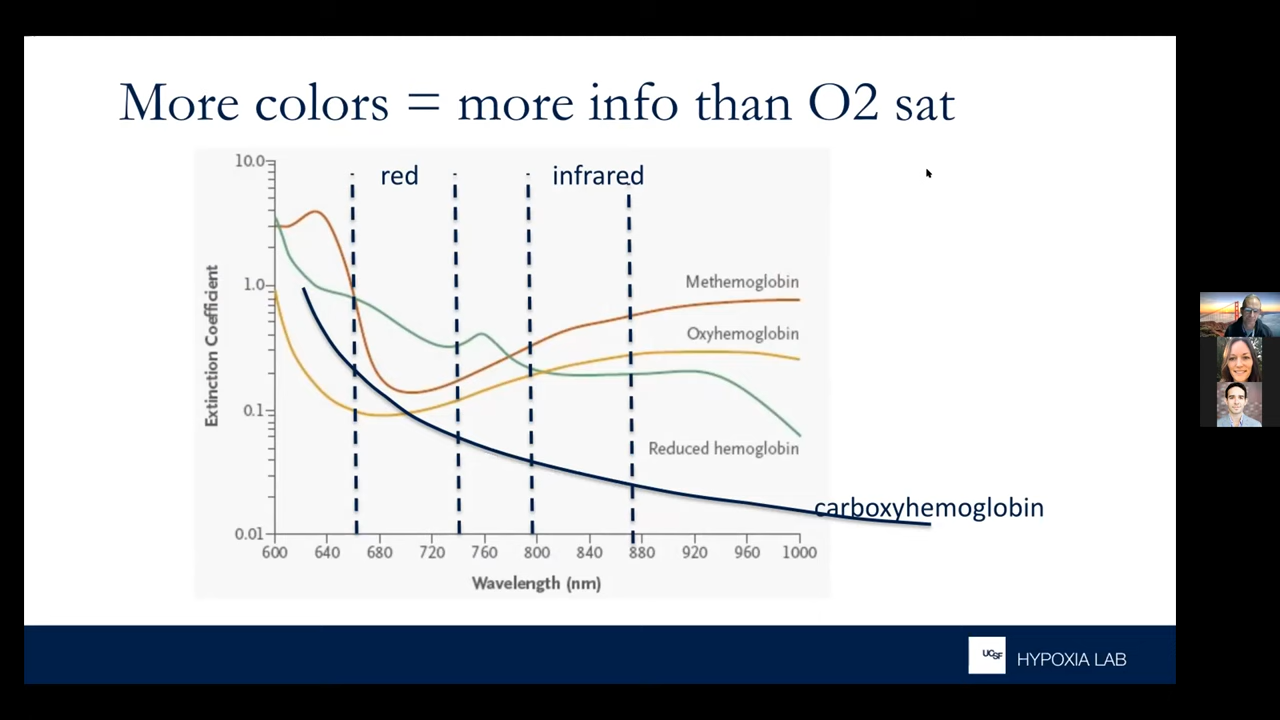 More colors = more info than O2 sat
10.0
red
infrared
Methemoglobin
1.0
Oxyhemoglobin
Extinction Coefficient
0.1
Reduced hemoglobin
carboxyhemoglobin
0.01
600 640 680 720 760 800 840 880 920 960 1000
Wavelength (nm)
UCSF HYPOXIA LAB